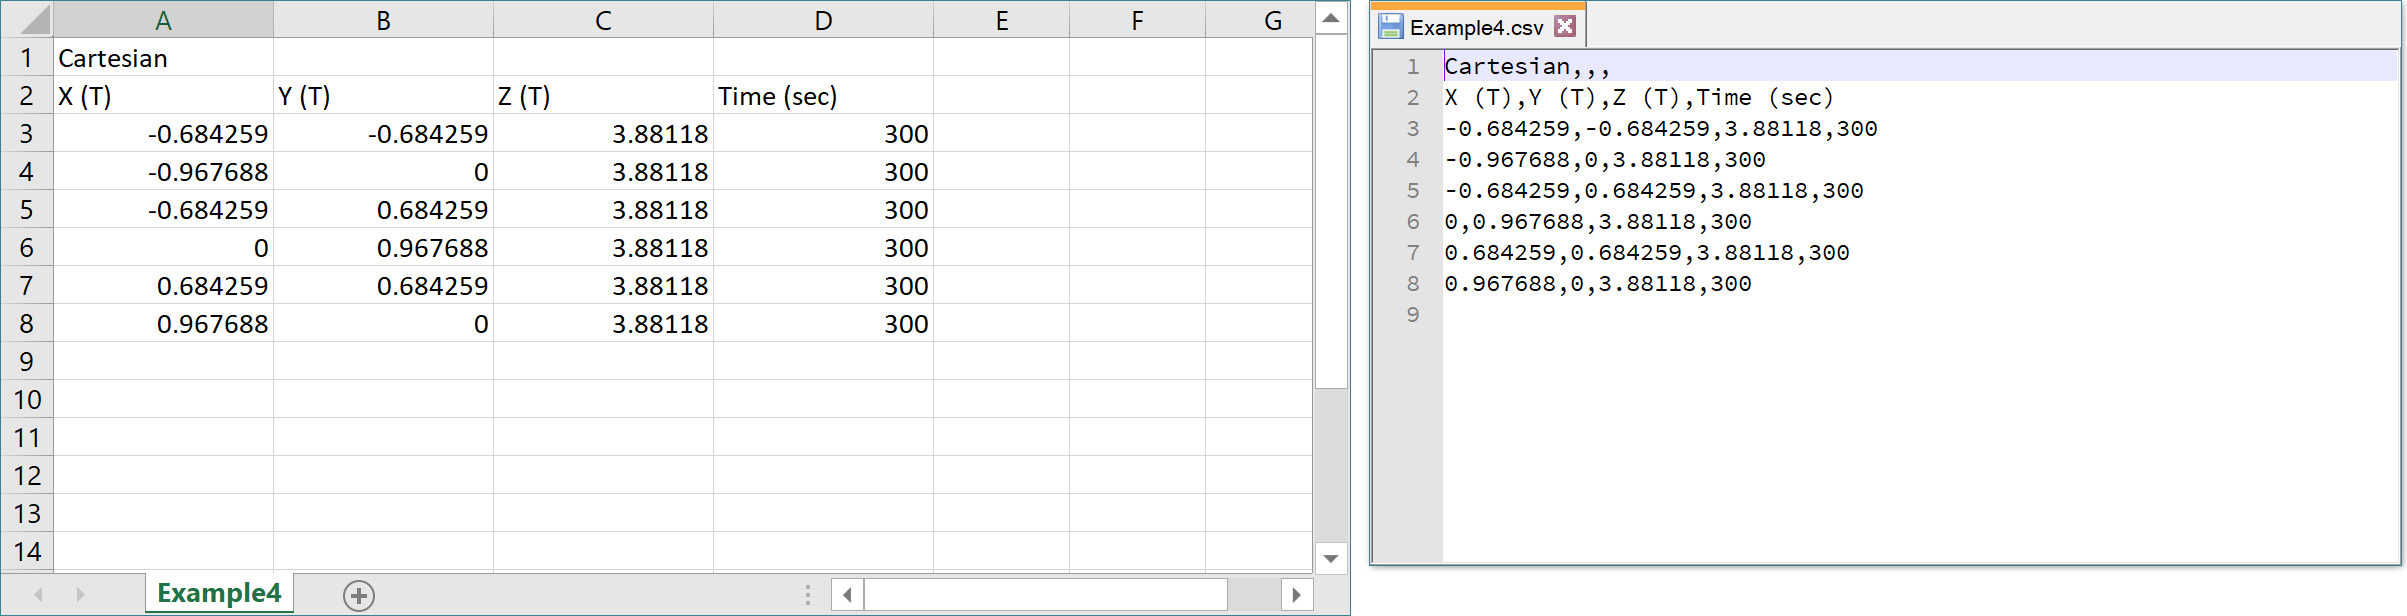 A B C D E F G
1 Cartesian
2 X (T) Y (T) Z (T) Time (sec)
3 -0.684259 -0.684259 3.88118 300
4 -0.967688 0 3.88118 300
5 -0.684259 0.684259 3.88118 300
6 0 0.967688 3.88118 300
7 0.684259 0.684259 3.88118 300
8 0.967688 0 3.88118 300
9
10
11
12
13
14
Example4
Example4.csv
1 Cartesian,,,
2 X (T),Y (T),Z (T),Time (sec)
3 -0.684259,-0.684259,3.88118,300
4 -0.967688,0,3.88118,300
5 -0.684259,0.684259,3.88118,300
6 0,0.967688,3.88118,300
7 0.684259,0.684259,3.88118,300
8 0.967688,0,3.88118,300
9